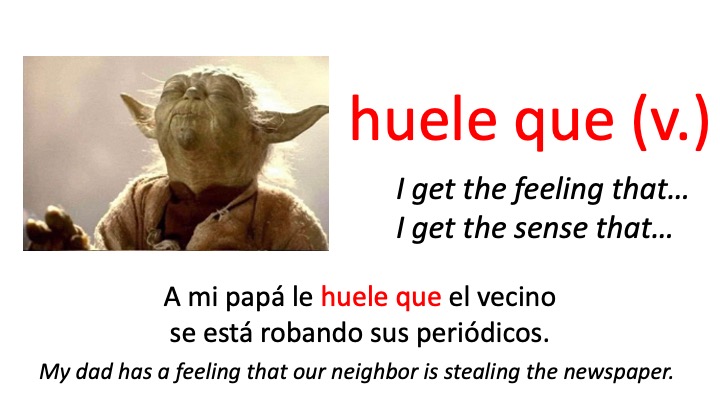 huele que (v.)
I get the feeling that…
I get the sense that…
A mi papá le huele que el vecino
se está robando sus periódicos.
My dad has a feeling that our neighbor is stealing the newspaper.